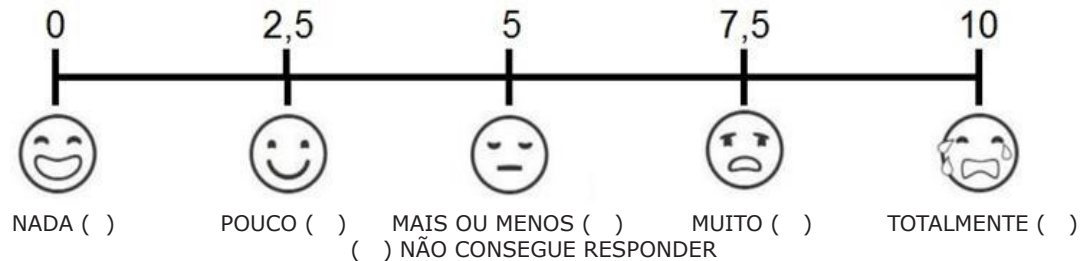 0 2,5 5 7,5 10
NADA ( ) POUCO ( ) MAIS OU MENOS ( ) MUITO ( ) TOTALMENTE ( )
( ) NÃO CONSEGUE RESPONDER